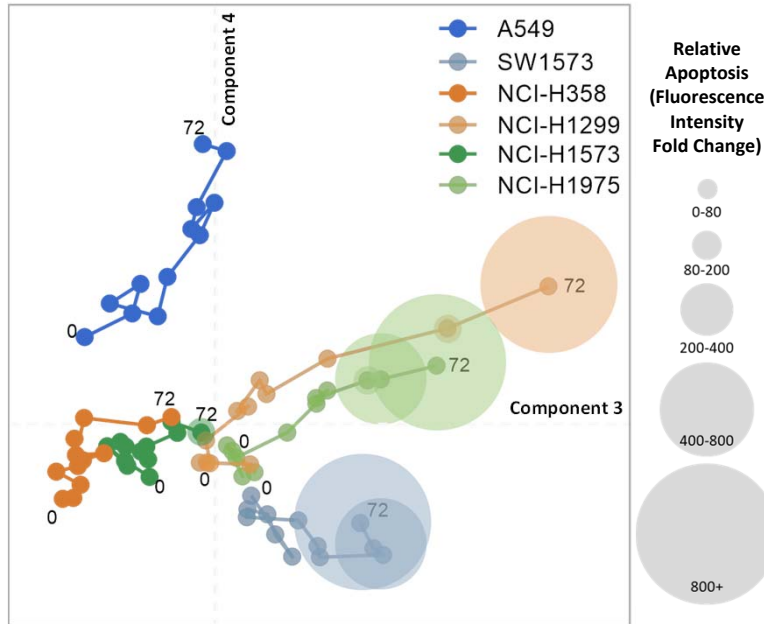 Component 4
A549
SW1573
NCI-H358
NCI-H1299
NCI-H1573
NCI-H1975
72
0
72
72
72
72
Component 3
0
0
0
0
0
72
Relative
Apoptosis
(Fluorescence
Intensity
Fold Change)
0-80
80-200
200-400
400-800
800+